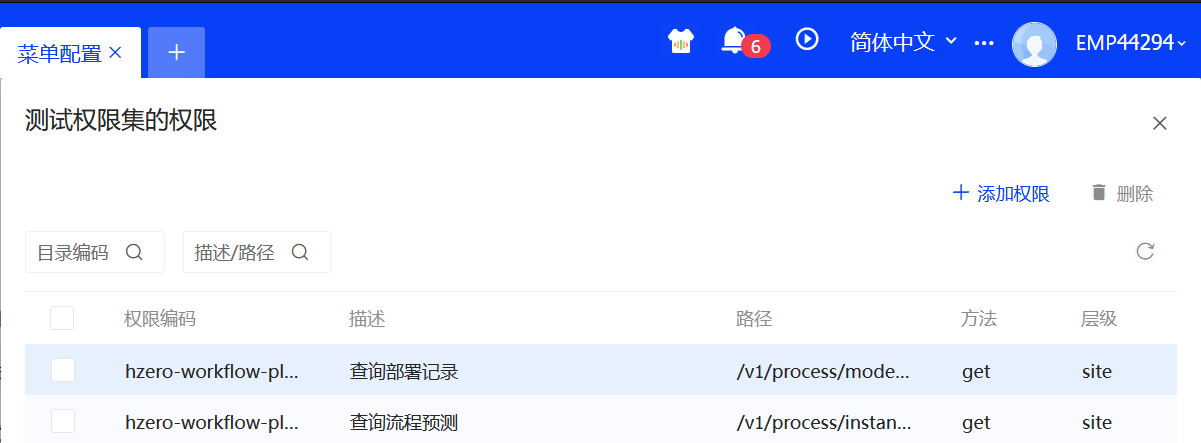 菜单配置
6 简体中文 ... EMP44294
测试权限集的权限
添加权限 删除
目录编码 描述/路径
权限编码 描述 路径 方法 层级
hzero-workflow-pl... 查询部署记录 /v1/process/mode... get site
hzero-workflow-pl... 查询流程预测 /v1/process/instan... get site